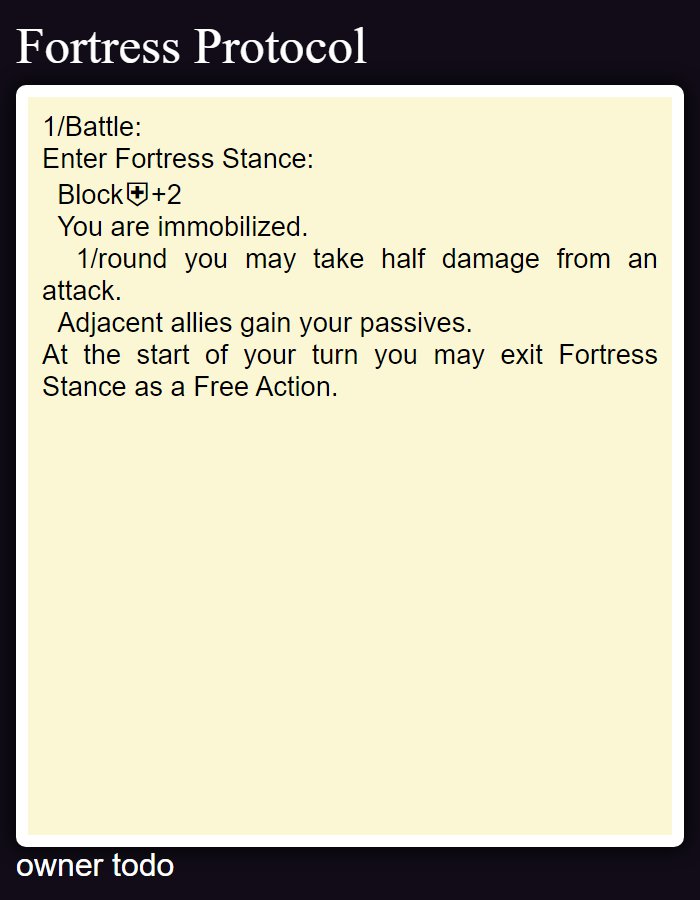 Fortress Protocol
1/Battle:
Enter Fortress Stance:
Block⛨+2
You are immobilized.
1/round you may take half damage from an
attack.
Adjacent allies gain your passives.
At the start of your turn you may exit Fortress
Stance as a Free Action.
owner todo